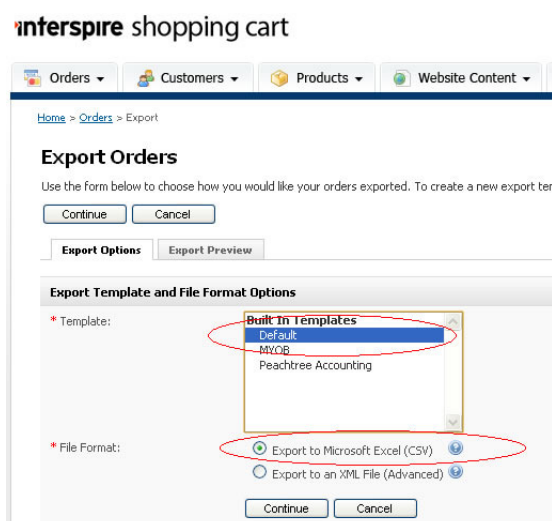 interspire shopping cart
Orders Customers Products Website Content
Home > Orders > Export
Export Orders
Use the form below to choose how you would like your orders exported. To create a new export ter
Continue Cancel
Export Options Export Preview
Export Template and File Format Options
* Template:
Built In Templates
Default
MYOB
Peachtree Accounting
* File Format:
Export to Microsoft Excel (CSV)
Export to an XML File (Advanced)
Continue Cancel